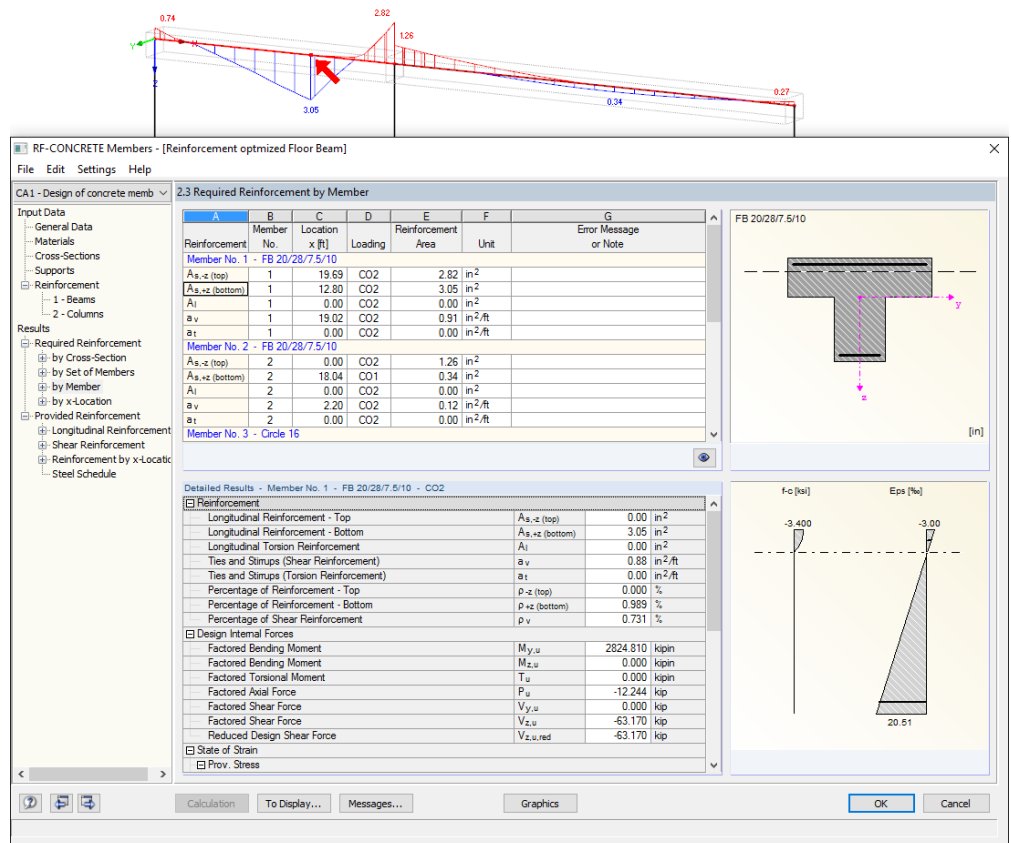 0.74
2.82
1.26
Y
X
Z
3.05
0.34
0.27
RF-CONCRETE Members - [Reinforcement optmized Floor Beam]
File Edit Settings Help
CA1 - Design of concrete memb
2.3 Required Reinforcement by Member
Input Data
General Data
Materials
Cross-Sections
Supports
Reinforcement
1 - Beams
2 - Columns
Results
Required Reinforcement
by Cross-Section
by Set of Members
by Member
by x-Location
Provided Reinforcement
Longitudinal Reinforcement
Shear Reinforcement
Reinforcement by x-Locatic
Steel Schedule
A B C D E F G
Member Location Reinforcement Error Message
Reinforcement No. x [ft] Loading Area Unit or Note
Member No. 1 - FB 20/28/7.5/10
As,-z (top) 1 19.69 CO2 2.82 in2
As,+z (bottom) 1 12.80 CO2 3.05 in2
Al 1 0.00 CO2 0.00 in2
av 1 19.02 CO2 0.91 in2/ft
at 1 0.00 CO2 0.00 in2/ft
Member No. 2 - FB 20/28/7.5/10
As,-z (top) 2 0.00 CO2 1.26 in2
As,+z (bottom) 2 18.04 CO1 0.34 in2
Al 2 0.00 CO2 0.00 in2
av 2 2.20 CO2 0.12 in2/ft
at 2 0.00 CO2 0.00 in2/ft
Member No. 3 - Circle 16
FB 20/28/7.5/10
y
z
[in]
Detailed Results - Member No. 1 - FB 20/28/7.5/10 - CO2
Reinforcement
Longitudinal Reinforcement - Top As,-z (top) 0.00 in2
Longitudinal Reinforcement - Bottom As,+z (bottom) 3.05 in2
Longitudinal Torsion Reinforcement Al 0.00 in2
Ties and Stirrups (Shear Reinforcement) av 0.88 in2/ft
Ties and Stirrups (Torsion Reinforcement) at 0.00 in2/ft
Percentage of Reinforcement - Top ρ-z (top) 0.000 %
Percentage of Reinforcement - Bottom ρ+z (bottom) 0.989 %
Percentage of Shear Reinforcement ρv 0.731 %
Design Internal Forces
Factored Bending Moment My,u 2824.810 kipin
Factored Bending Moment Mz,u 0.000 kipin
Factored Torsional Moment Tu 0.000 kipin
Factored Axial Force Pu -12.244 kip
Factored Shear Force Vy,u 0.000 kip
Factored Shear Force Vz,u -63.170 kip
Reduced Design Shear Force Vz,u,red -63.170 kip
State of Strain
Prov. Stress
f-c [ksi] Eps [‰]
-3.400 -3.00
20.51
Calculation To Display... Messages... Graphics OK Cancel